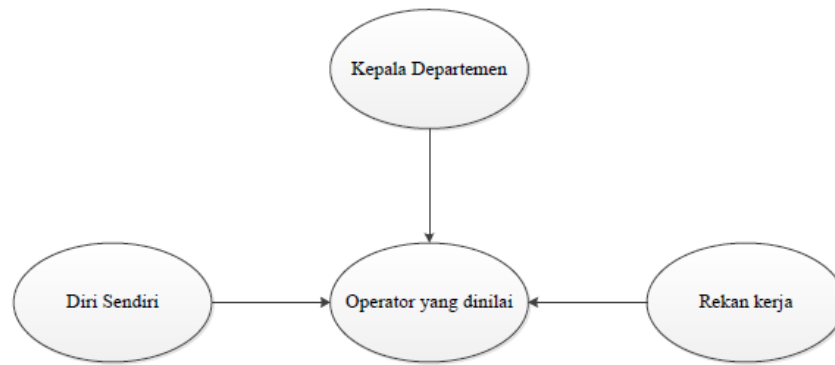 Kepala Departemen
Diri Sendiri
Operator yang dinilai
Rekan kerja